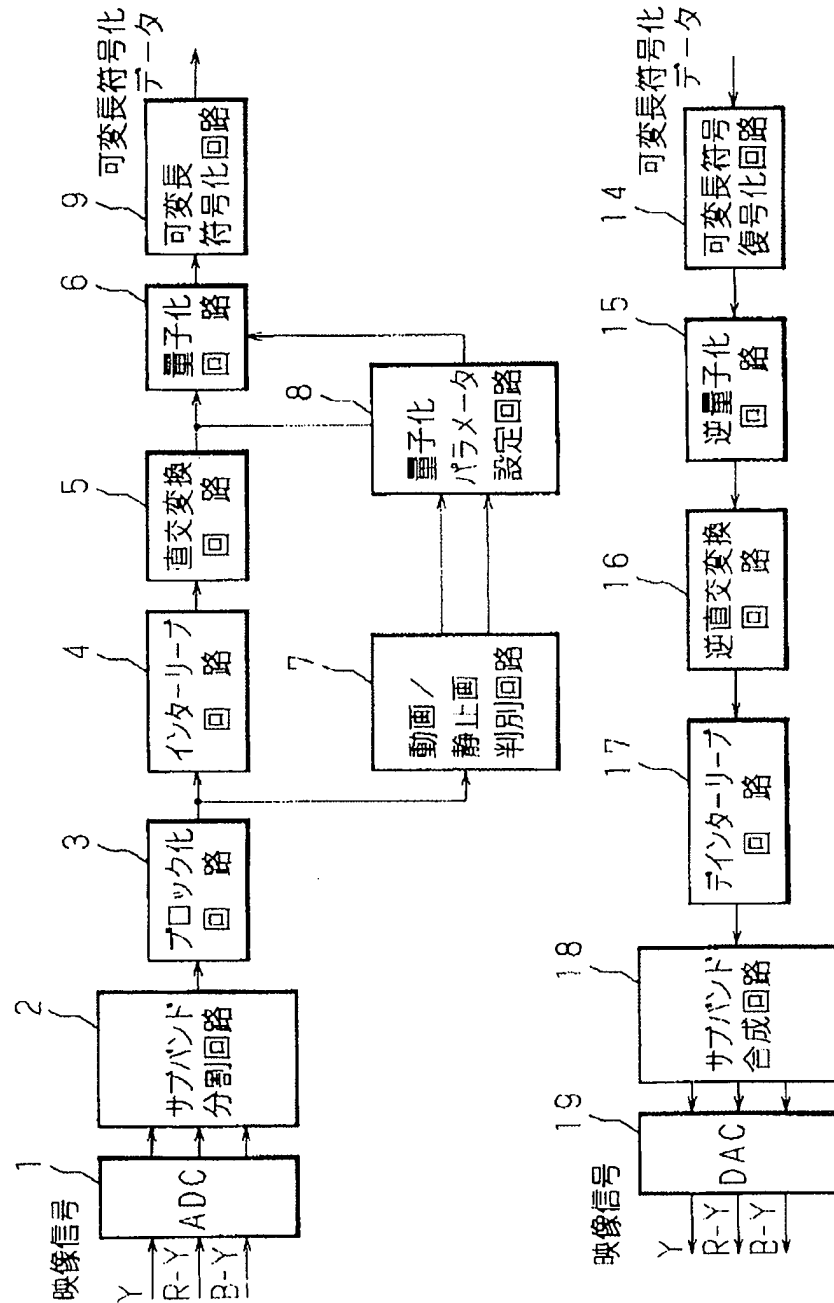 映像信号
Y
R-Y
B-Y
1
ADC
2
サブバンド
分割回路
3
ブロック化
回路
4
インターリーブ
回路
5
直交変換
回路
6
量子化
回路
9
可変長
符号化回路
可変長符号化
データ
7
動画/
静止画
判別回路
8
量子化
パラメータ
設定回路
可変長符号化
データ
14
可変長符号
復号化回路
15
逆量子化
回路
16
逆直交変換
回路
17
デインターリーブ
回路
18
サブバンド
合成回路
19
DAC
映像信号
Y
R-Y
B-Y